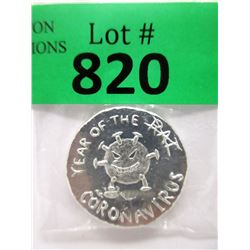 ON
IONS
Lot #
820
YEAR OF THE RAT
CORONAVIRUS